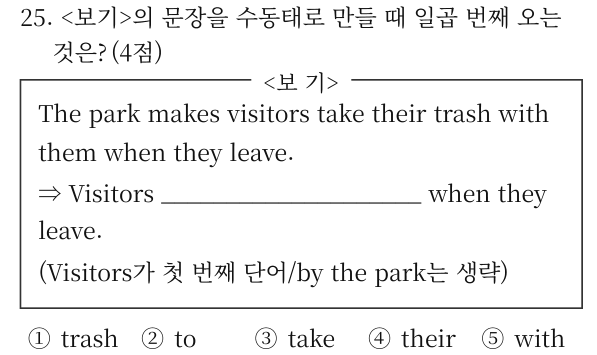 25. <보기>의 문장을 수동태로 만들 때 일곱 번째 오는
것은? (4점)
<보 기>
The park makes visitors take their trash with
them when they leave.
⇒ Visitors ______________________ when they
leave.
(Visitors가 첫 번째 단어/by the park는 생략)
① trash ② to ③ take ④ their ⑤ with